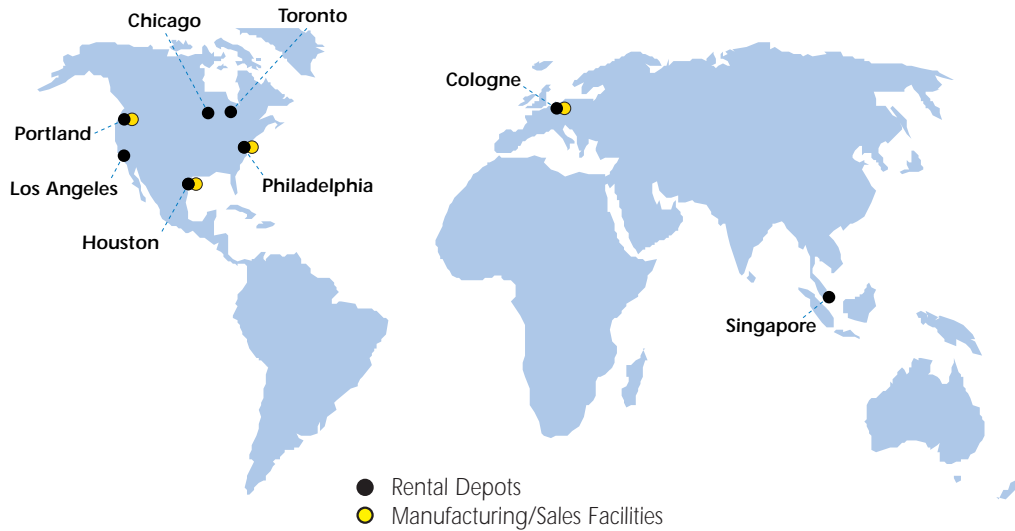 Chicago
Toronto
Cologne
Portland
Los Angeles
Philadelphia
Houston
Singapore
Rental Depots
Manufacturing/Sales Facilities